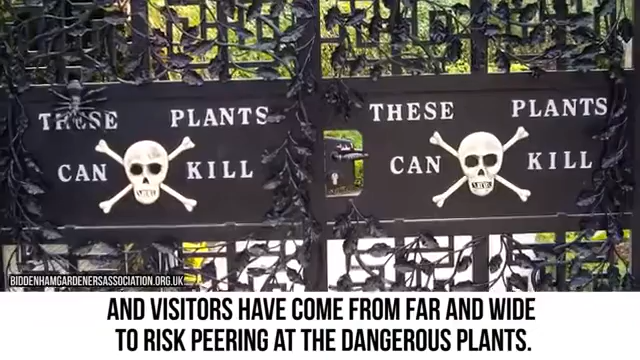 THESE PLANTS
CAN KILL
THESE PLANTS
CAN KILL
BIDDENHAMGARDENERSASSOCIATION.ORG.UK
AND VISITORS HAVE COME FROM FAR AND WIDE
TO RISK PEERING AT THE DANGEROUS PLANTS.